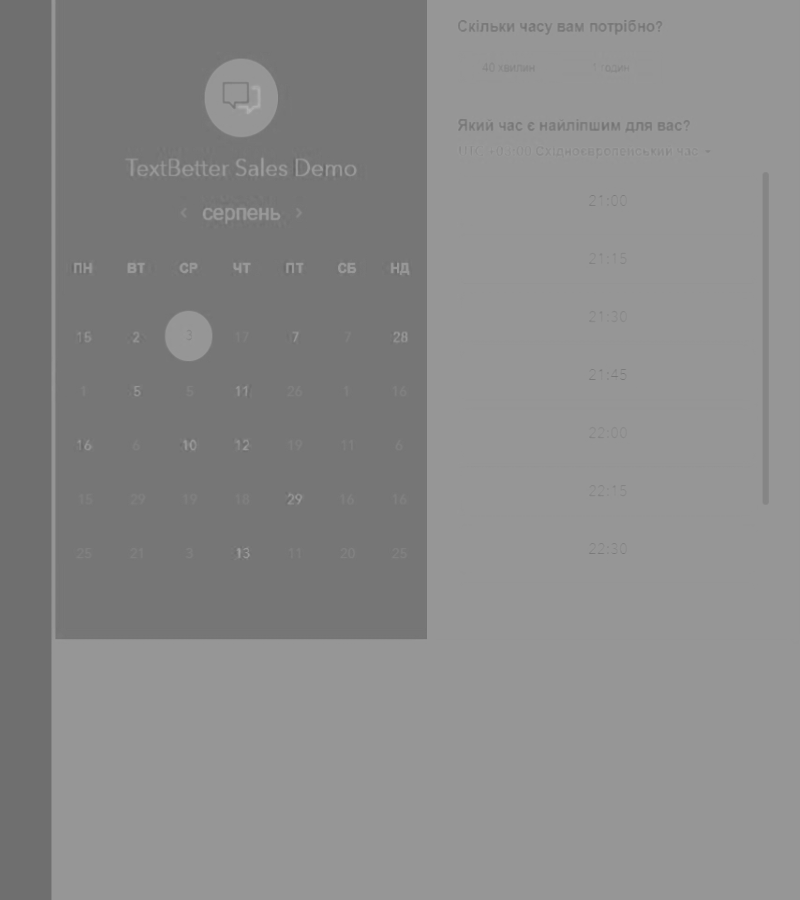 TextBetter Sales Demo
‹ серпень ›
ПН ВТ СР ЧТ ПТ СБ НД
15 2 3 17 7 7 28
1 5 5 11 26 1 16
16 6 10 12 19 11 6
15 29 19 18 29 16 16
25 21 3 13 11 20 25
Скільки часу вам потрібно?
40 хвилин 1 годин
Який час є найліпшим для вас?
Східноєвропейський час
21:00
21:15
21:30
21:45
22:00
22:15
22:30